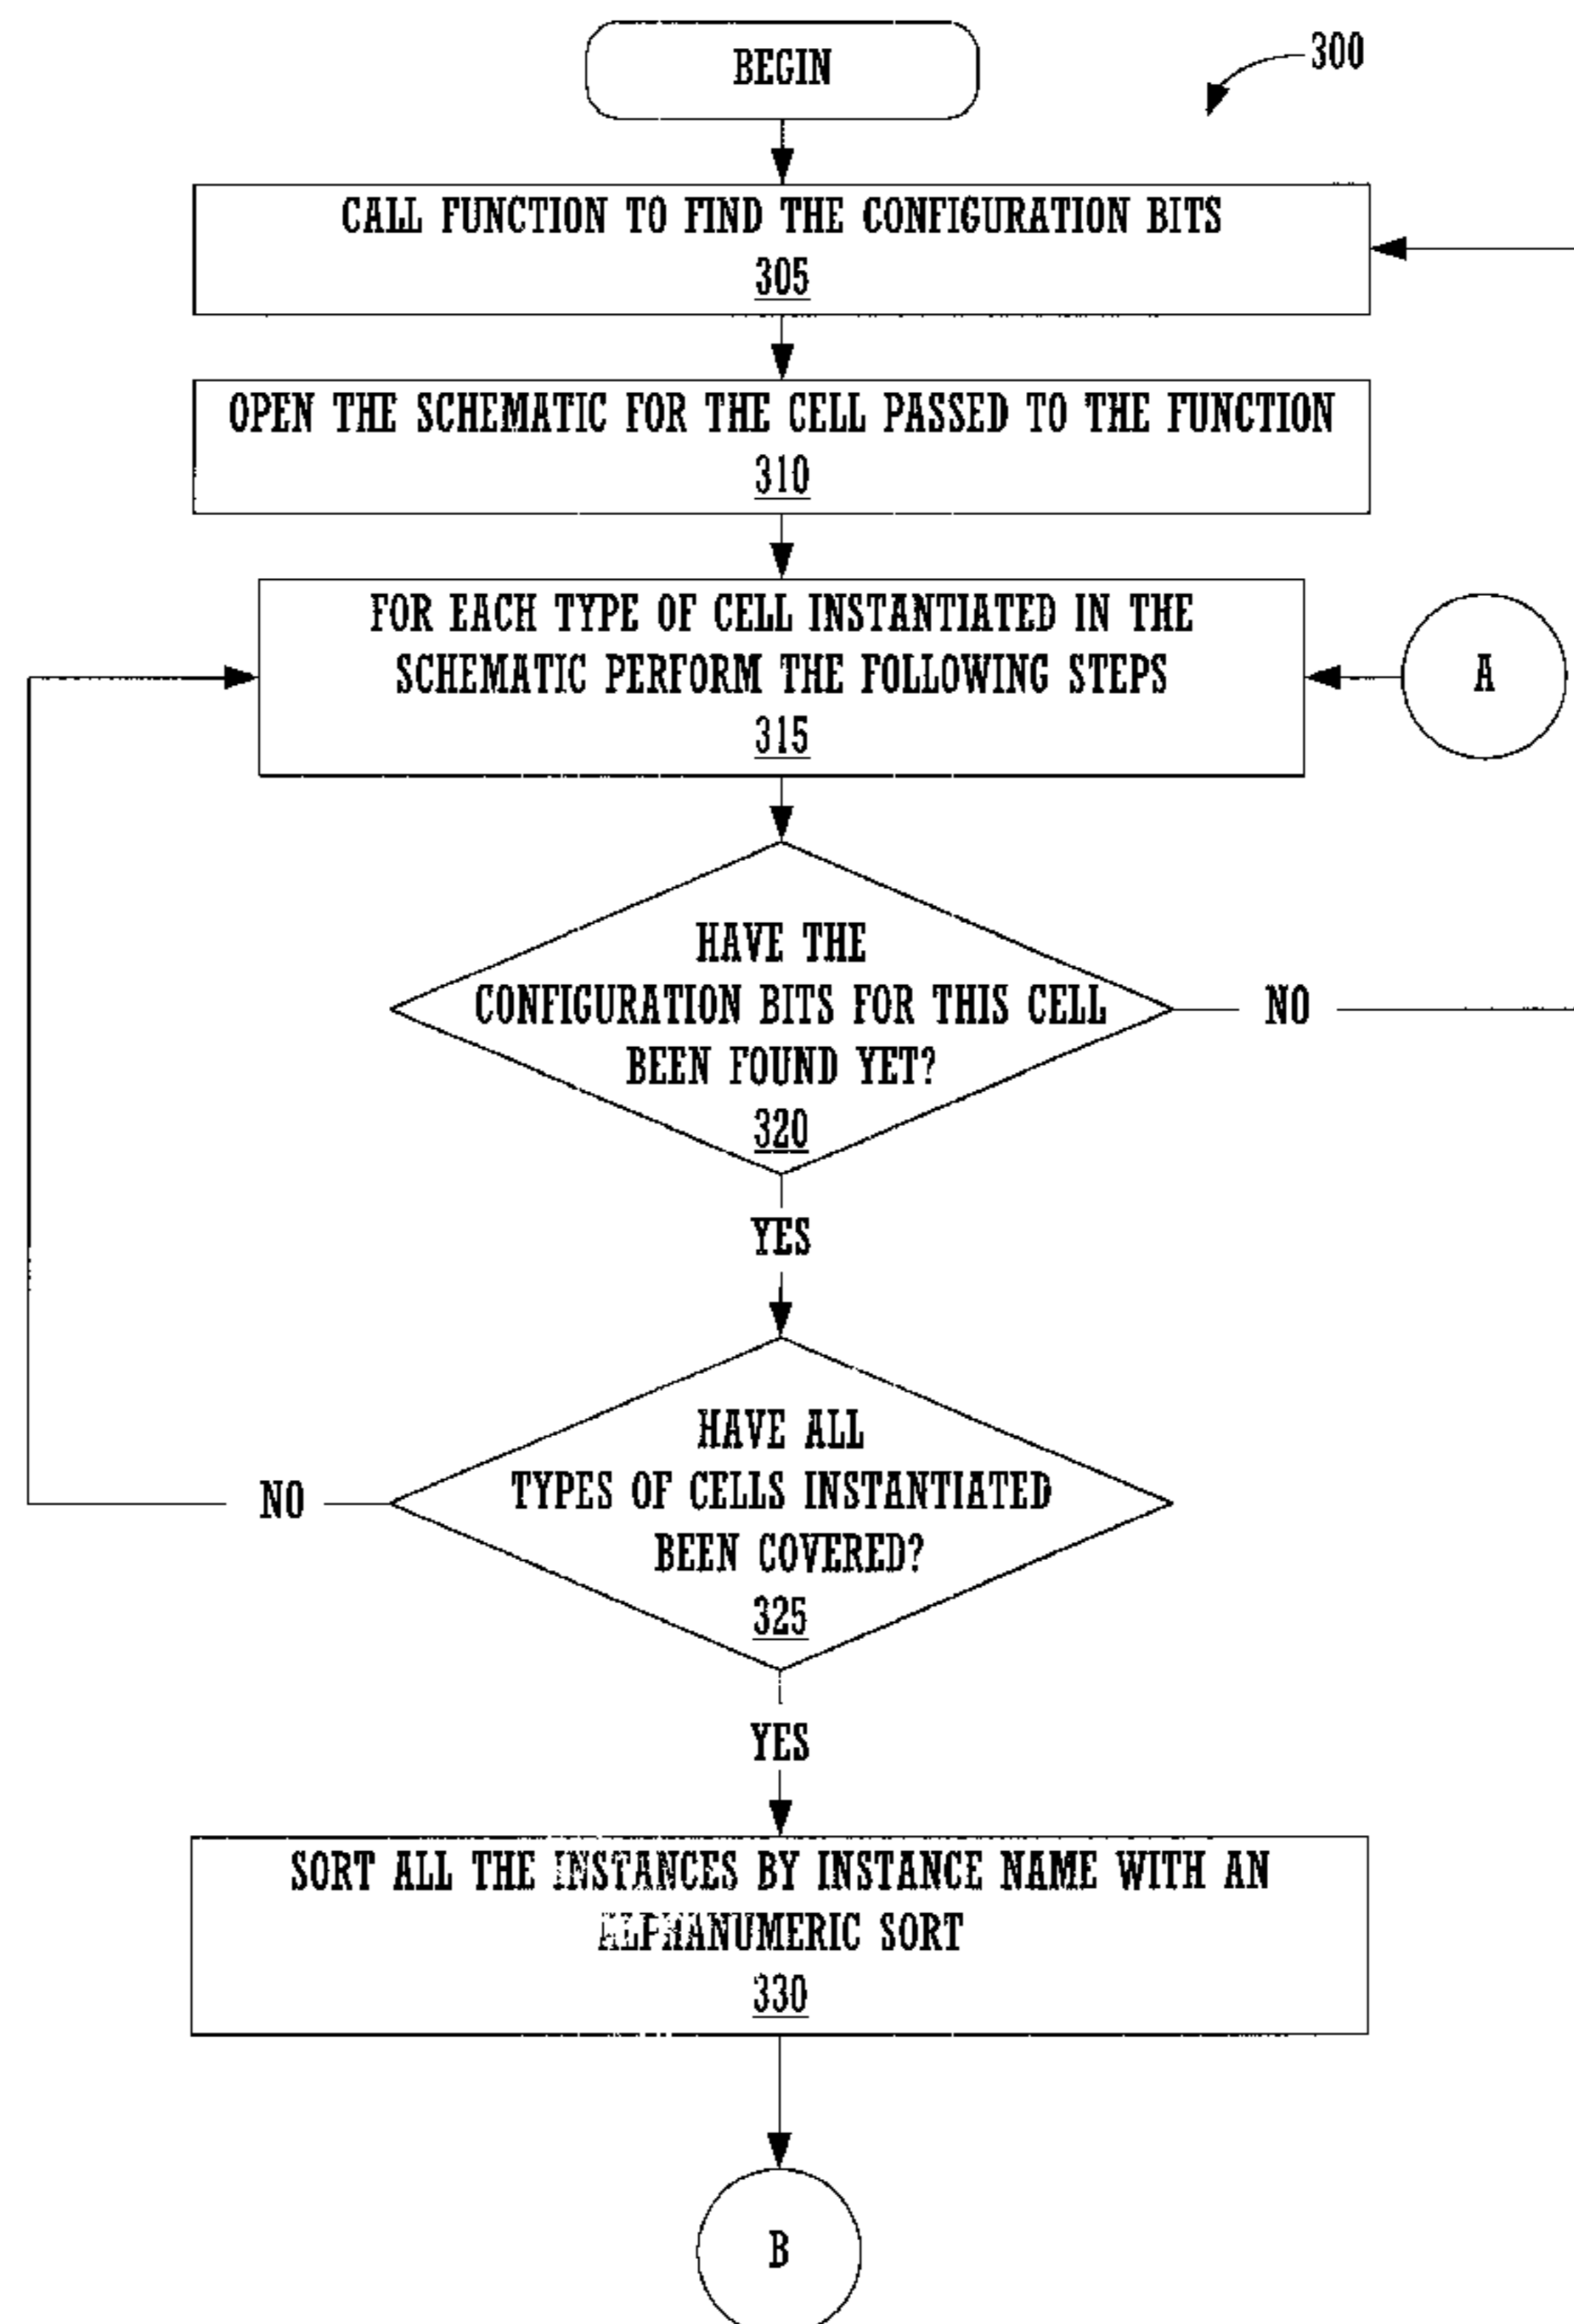 BEGIN
300
CALL FUNCTION TO FIND THE CONFIGURATION BITS
305
OPEN THE SCHEMATIC FOR THE CELL PASSED TO THE FUNCTION
310
FOR EACH TYPE OF CELL INSTANTIATED IN THE
SCHEMATIC PERFORM THE FOLLOWING STEPS
315
A
HAVE THE
CONFIGURATION BITS FOR THIS CELL
BEEN FOUND YET?
320
NO
YES
HAVE ALL
TYPES OF CELLS INSTANTIATED
BEEN COVERED?
325
NO
YES
SORT ALL THE INSTANCES BY INSTANCE NAME WITH AN
ALPHANUMERIC SORT
330
B